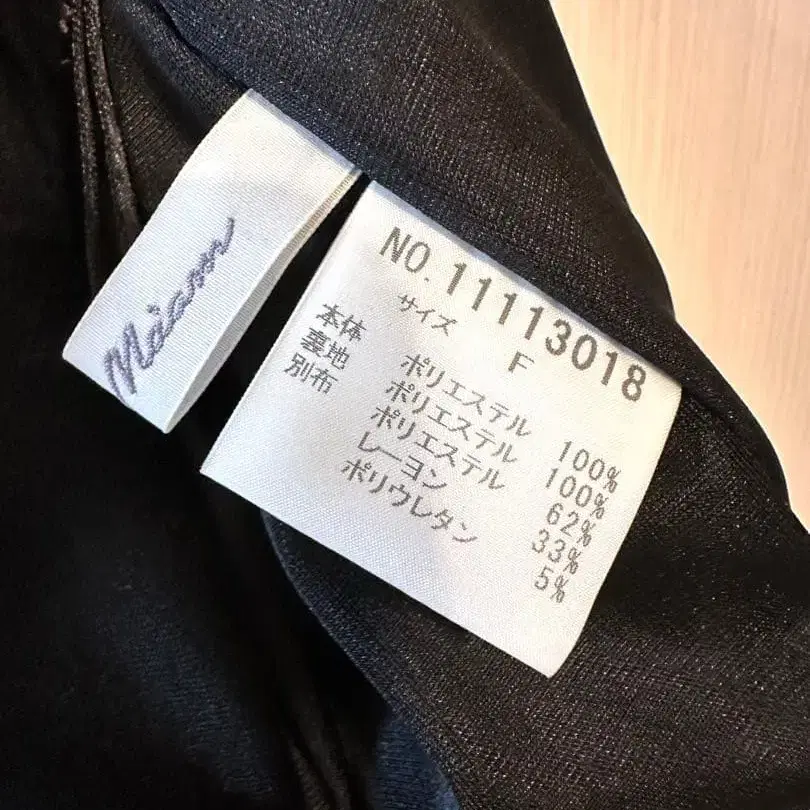 Maiamm
NO. 11113018
サイズ F
本体 ポリエステル 100%
裏地 ポリエステル 100%
別布 ポリエステル 62%
レーヨン 33%
ポリウレタン 5%